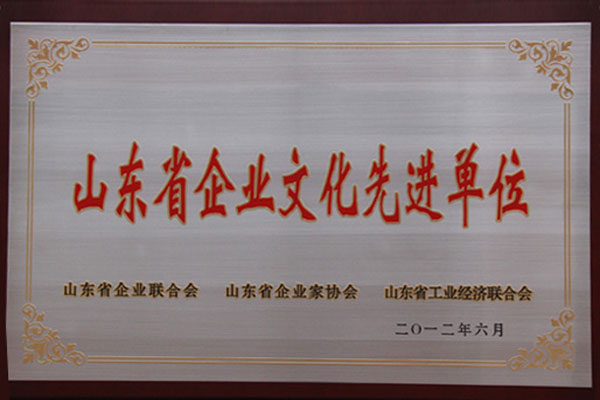 山东省企业文化先进单位
山东省企业联合会 山东省企业家协会 山东省工业经济联合会
二〇一二年六月